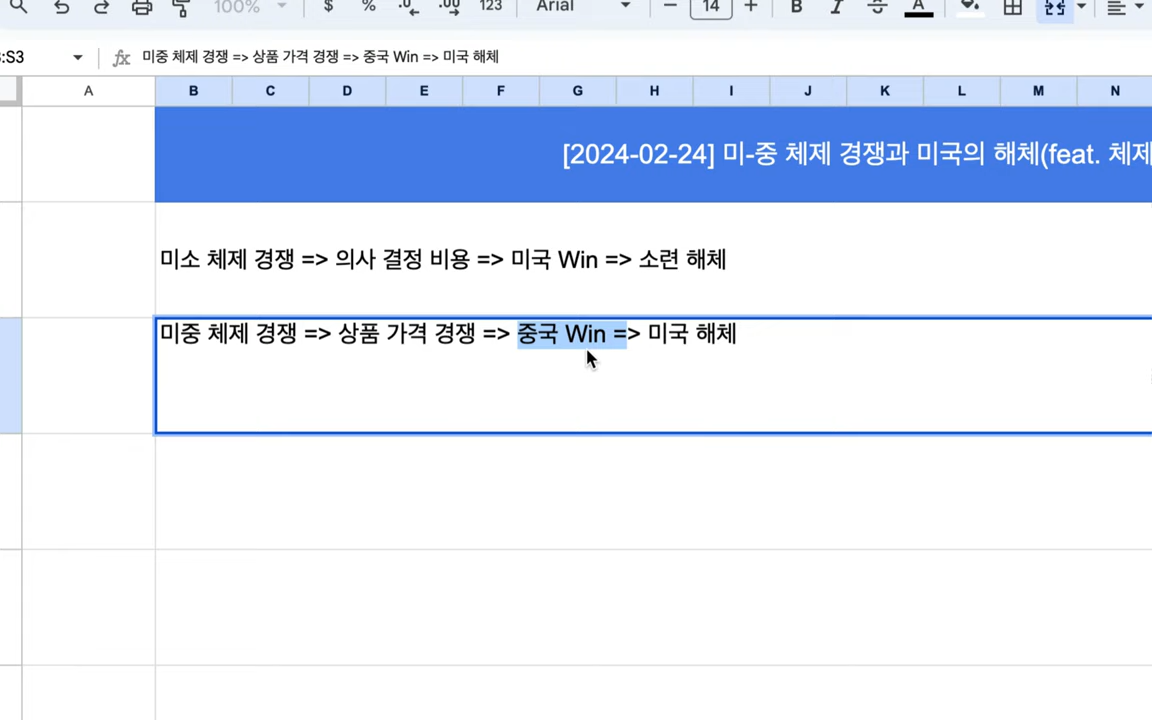 100% $ % .0 .00 123 Arial 14 B I A
:S3 fx 미중 체제 경쟁 => 상품 가격 경쟁 => 중국 Win => 미국 해체
A B C D E F G H I J K L M N
[2024-02-24] 미-중 체제 경쟁과 미국의 해체(feat. 체제
미소 체제 경쟁 => 의사 결정 비용 => 미국 Win => 소련 해체
미중 체제 경쟁 => 상품 가격 경쟁 => 중국 Win => 미국 해체